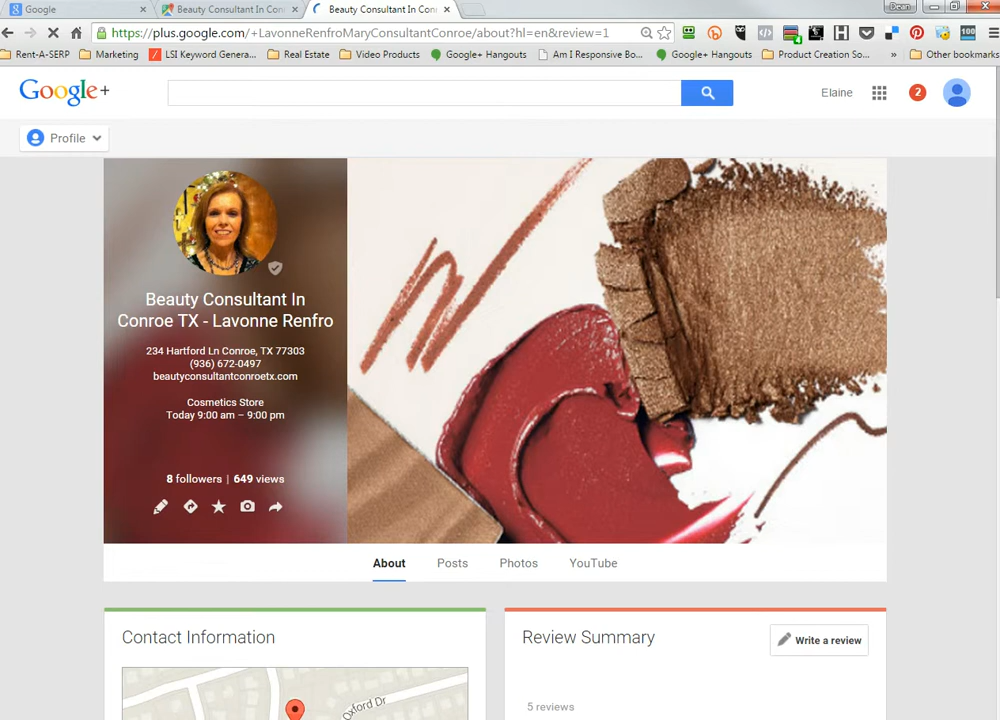 Google
Beauty Consultant In Con
Beauty Consultant In Con
Dean
https://plus.google.com/+LavonneRenfroMaryConsultantConroe/about?hl=en&review=1
Rent-A-SERP
Marketing
LSI Keyword Genera...
Real Estate
Video Products
Google+ Hangouts
Am I Responsive Bo...
Google+ Hangouts
Product Creation So...
»
Other bookmarks
Google+
Elaine
2
Profile
Beauty Consultant In
Conroe TX - Lavonne Renfro
234 Hartford Ln Conroe, TX 77303
(936) 672-0497
beautyconsultantconroetx.com
Cosmetics Store
Today 9:00 am – 9:00 pm
8 followers | 649 views
About
Posts
Photos
YouTube
Contact Information
Review Summary
Write a review
Oxford Dr
5 reviews